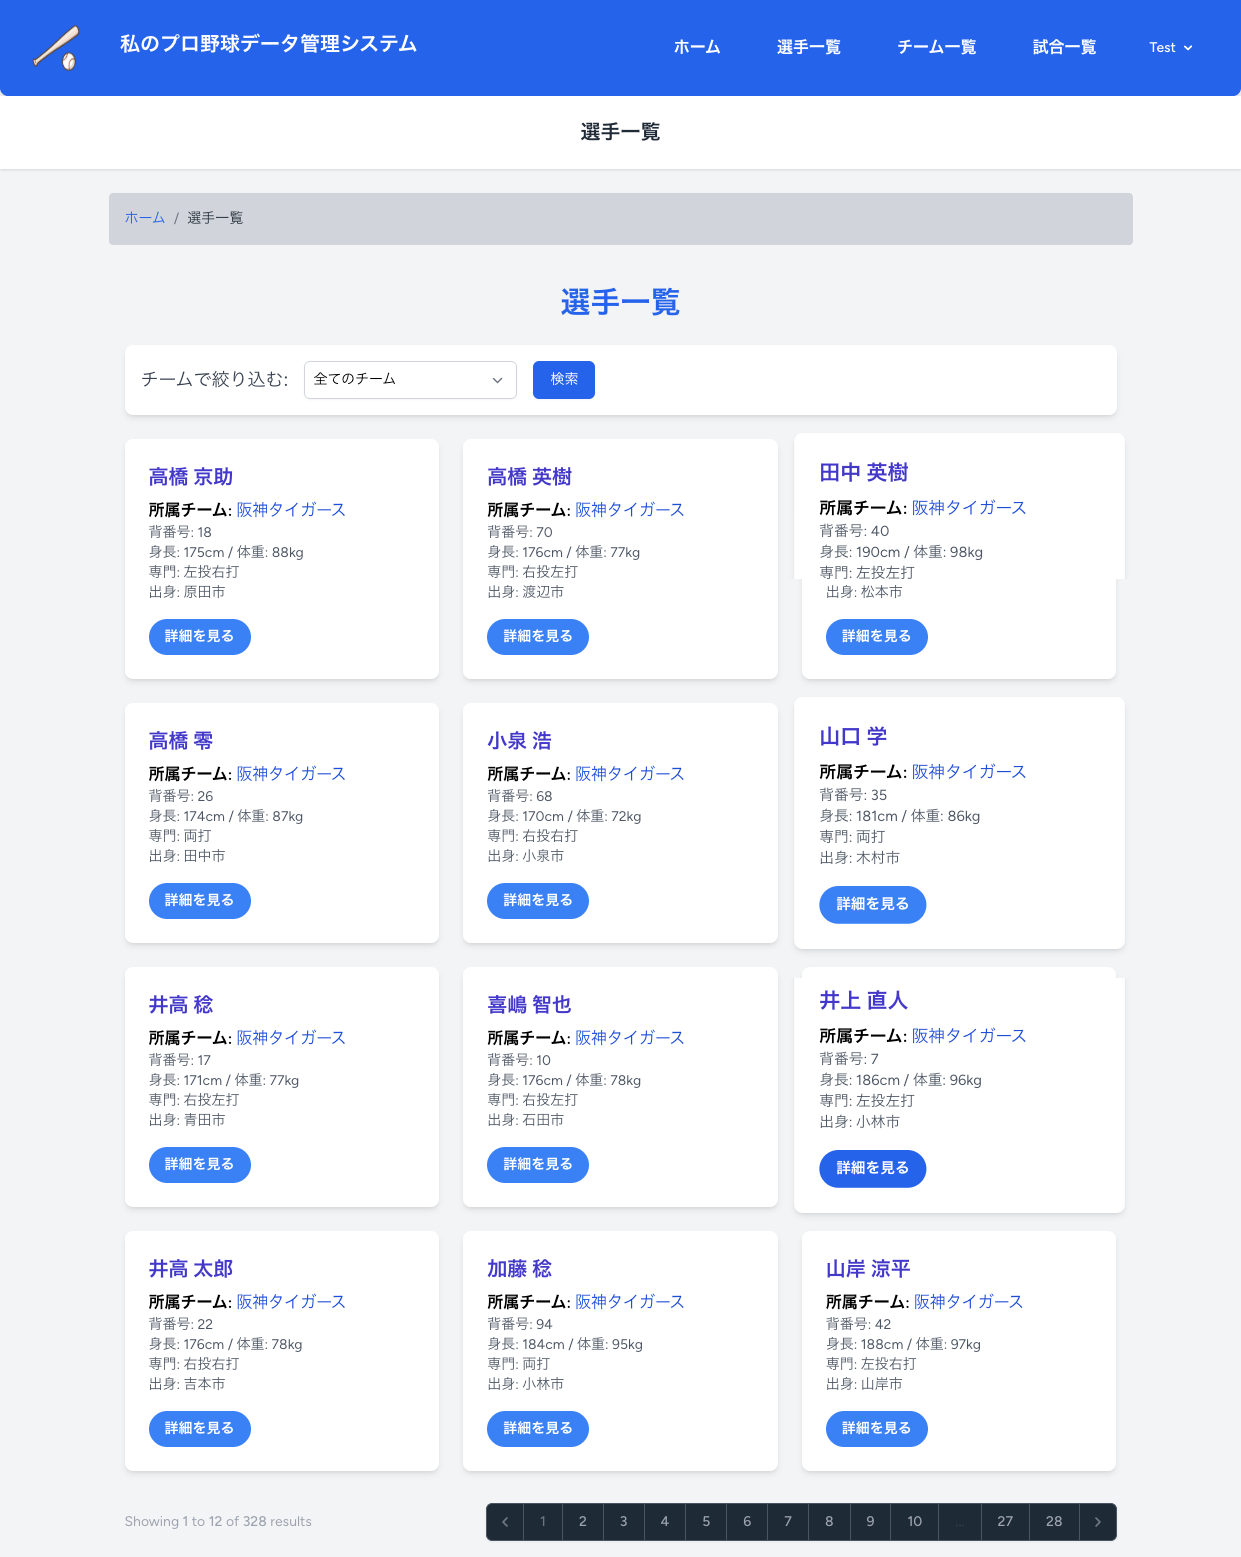 私のプロ野球データ管理システム
ホーム 選手一覧 チーム一覧 試合一覧 Test
選手一覧
ホーム / 選手一覧
選手一覧
チームで絞り込む: 全てのチーム 検索
高橋 京助
所属チーム: 阪神タイガース
背番号: 18
身長: 175cm / 体重: 88kg
専門: 左投右打
出身: 原田市
詳細を見る
高橋 英樹
所属チーム: 阪神タイガース
背番号: 70
身長: 176cm / 体重: 77kg
専門: 右投左打
出身: 渡辺市
詳細を見る
田中 英樹
所属チーム: 阪神タイガース
背番号: 40
身長: 190cm / 体重: 98kg
専門: 左投左打
出身: 松本市
詳細を見る
高橋 零
所属チーム: 阪神タイガース
背番号: 26
身長: 174cm / 体重: 87kg
専門: 両打
出身: 田中市
詳細を見る
小泉 浩
所属チーム: 阪神タイガース
背番号: 68
身長: 170cm / 体重: 72kg
専門: 右投右打
出身: 小泉市
詳細を見る
山口 学
所属チーム: 阪神タイガース
背番号: 35
身長: 181cm / 体重: 86kg
専門: 両打
出身: 木村市
詳細を見る
井高 稔
所属チーム: 阪神タイガース
背番号: 17
身長: 171cm / 体重: 77kg
専門: 右投左打
出身: 青田市
詳細を見る
喜嶋 智也
所属チーム: 阪神タイガース
背番号: 10
身長: 176cm / 体重: 78kg
専門: 右投左打
出身: 石田市
詳細を見る
井上 直人
所属チーム: 阪神タイガース
背番号: 7
身長: 186cm / 体重: 96kg
専門: 左投左打
出身: 小林市
詳細を見る
井高 太郎
所属チーム: 阪神タイガース
背番号: 22
身長: 176cm / 体重: 78kg
専門: 右投右打
出身: 吉本市
詳細を見る
加藤 稔
所属チーム: 阪神タイガース
背番号: 94
身長: 184cm / 体重: 95kg
専門: 両打
出身: 小林市
詳細を見る
山岸 涼平
所属チーム: 阪神タイガース
背番号: 42
身長: 188cm / 体重: 97kg
専門: 左投右打
出身: 山岸市
詳細を見る
Showing 1 to 12 of 328 results
1 2 3 4 5 6 7 8 9 10 ... 27 28